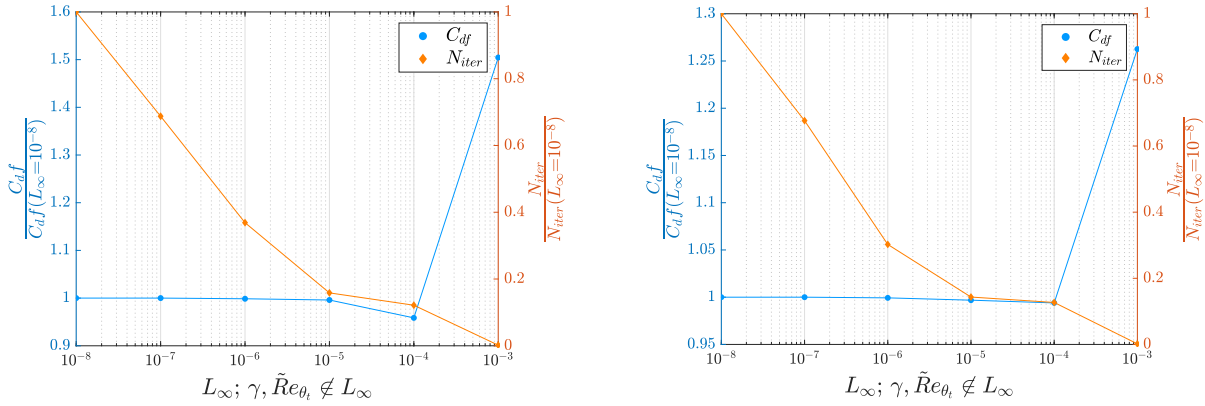 1.6
1.5
1.4
1.3
1.2
1.1
1
0.9
C_df / C_df(L_∞=10^-8)
C_df
N_iter
1
0.8
0.6
0.4
0.2
0
N_iter / N_iter(L_∞=10^-8)
10^-8 10^-7 10^-6 10^-5 10^-4 10^-3
L_∞; γ, R̃e_θt ∉ L_∞
1.3
1.25
1.2
1.15
1.1
1.05
1
0.95
C_df / C_df(L_∞=10^-8)
C_df
N_iter
1
0.8
0.6
0.4
0.2
0
N_iter / N_iter(L_∞=10^-8)
10^-8 10^-7 10^-6 10^-5 10^-4 10^-3
L_∞; γ, R̃e_θt ∉ L_∞